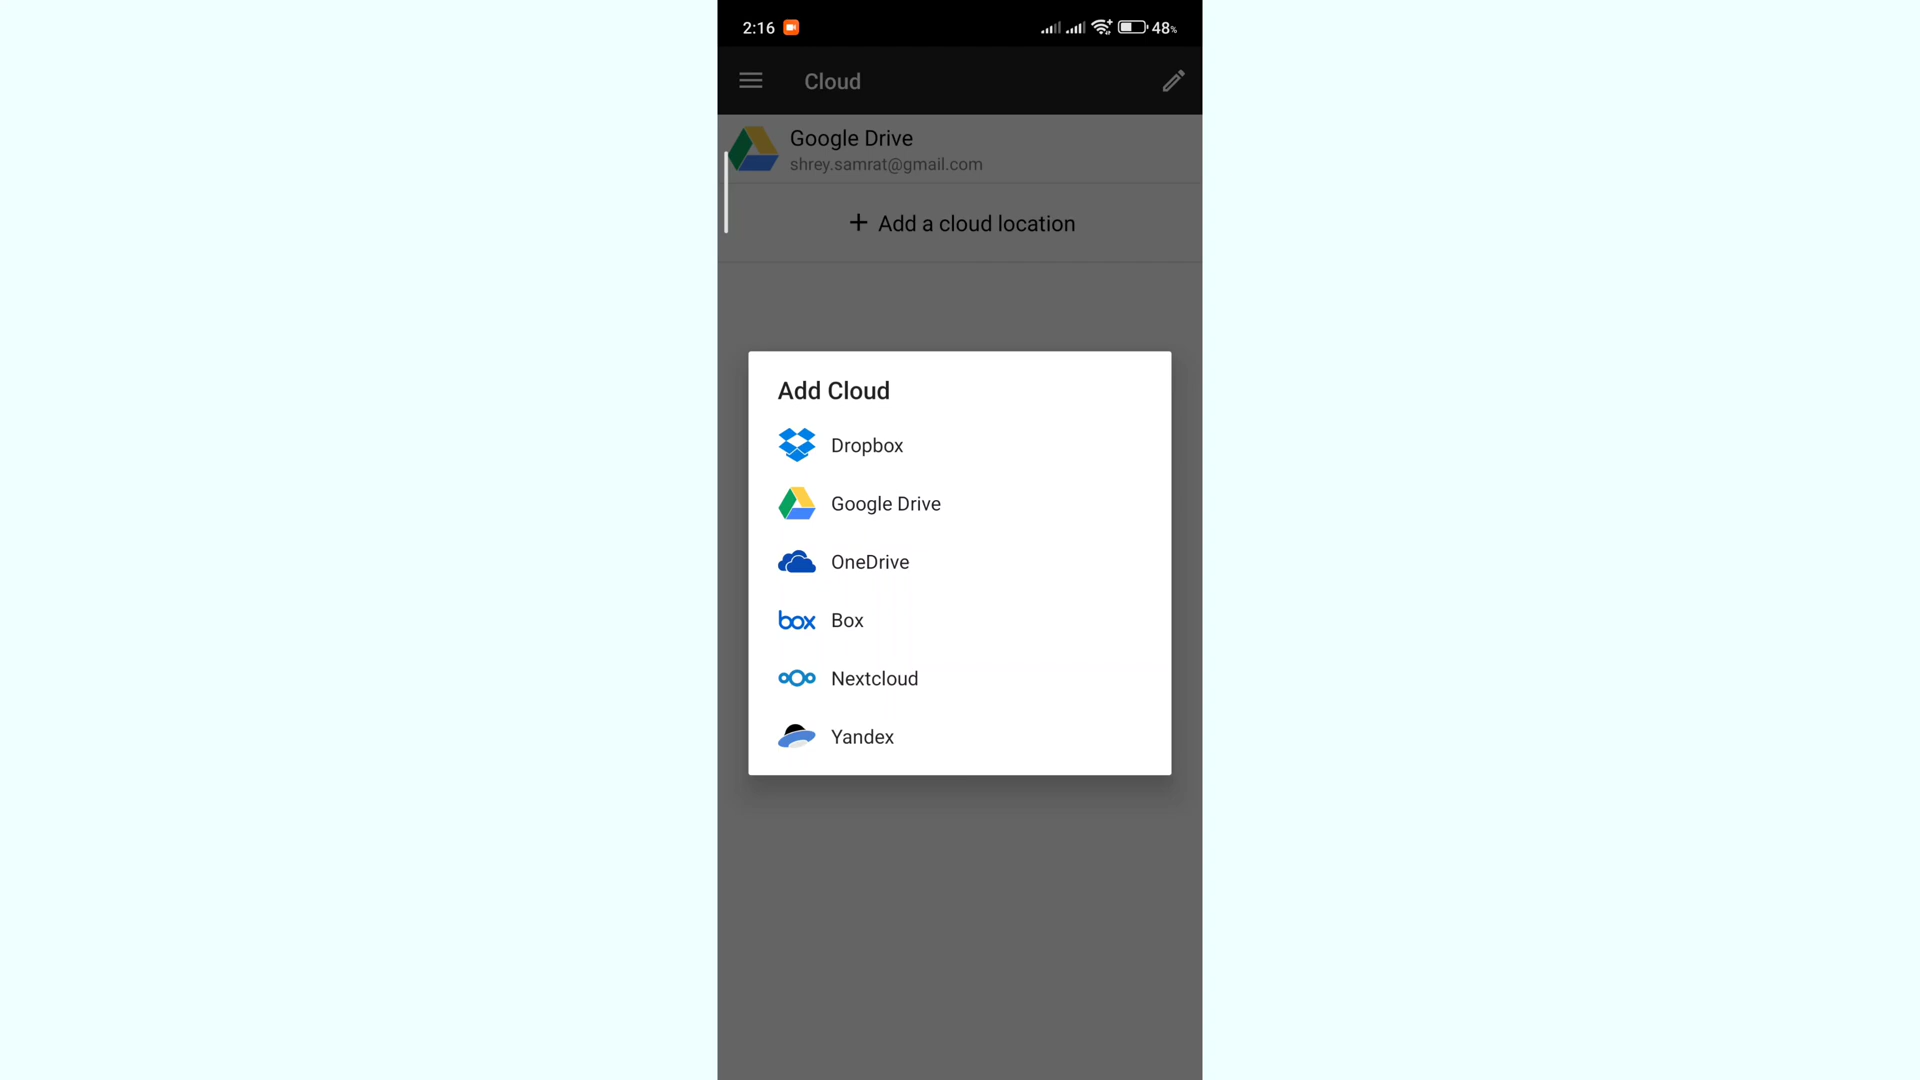 2:16 48%
Cloud
Google Drive
shrey.samrat@gmail.com
+ Add a cloud location
Add Cloud
Dropbox
Google Drive
OneDrive
box Box
Nextcloud
Yandex